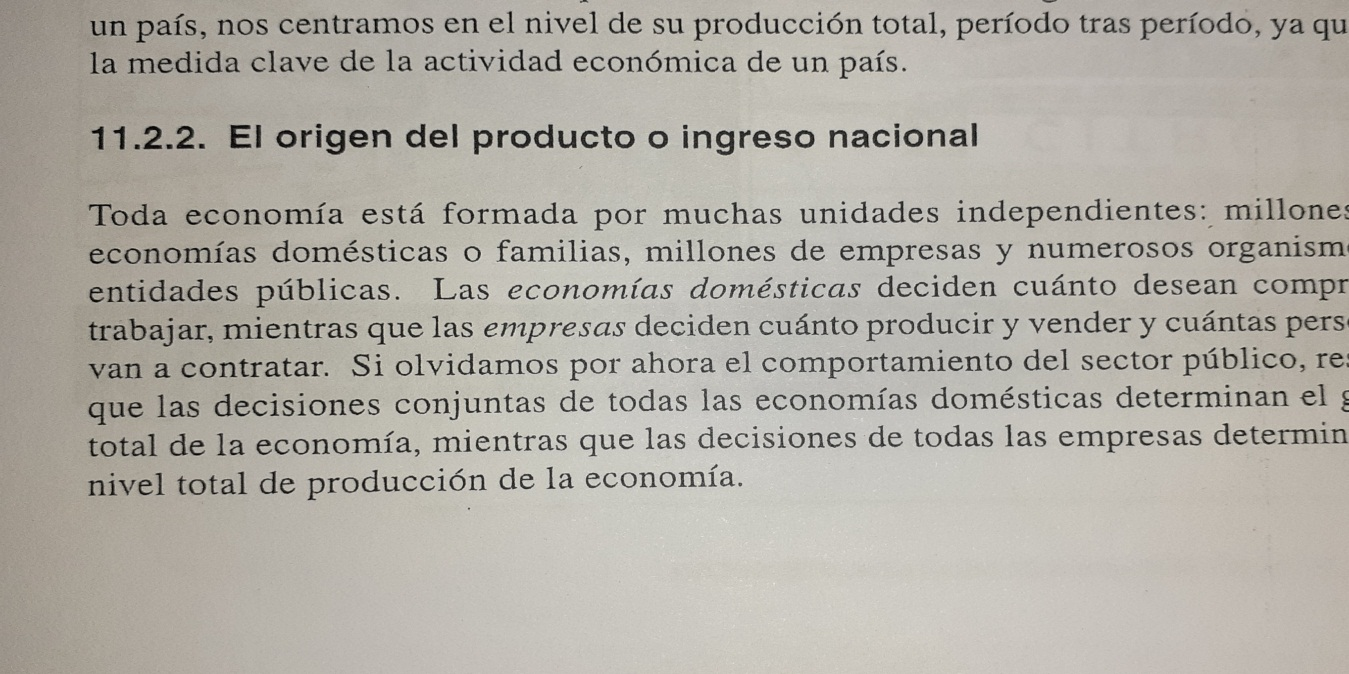 un país, nos centramos en el nivel de su producción total, período tras período, ya qu
la medida clave de la actividad económica de un país.
11.2.2. El origen del producto o ingreso nacional
Toda economía está formada por muchas unidades independientes: millones
economías domésticas o familias, millones de empresas y numerosos organism
entidades públicas. Las economías domésticas deciden cuánto desean compr
trabajar, mientras que las empresas deciden cuánto producir y vender y cuántas pers
van a contratar. Si olvidamos por ahora el comportamiento del sector público, re
que las decisiones conjuntas de todas las economías domésticas determinan el g
total de la economía, mientras que las decisiones de todas las empresas determin
nivel total de producción de la economía.